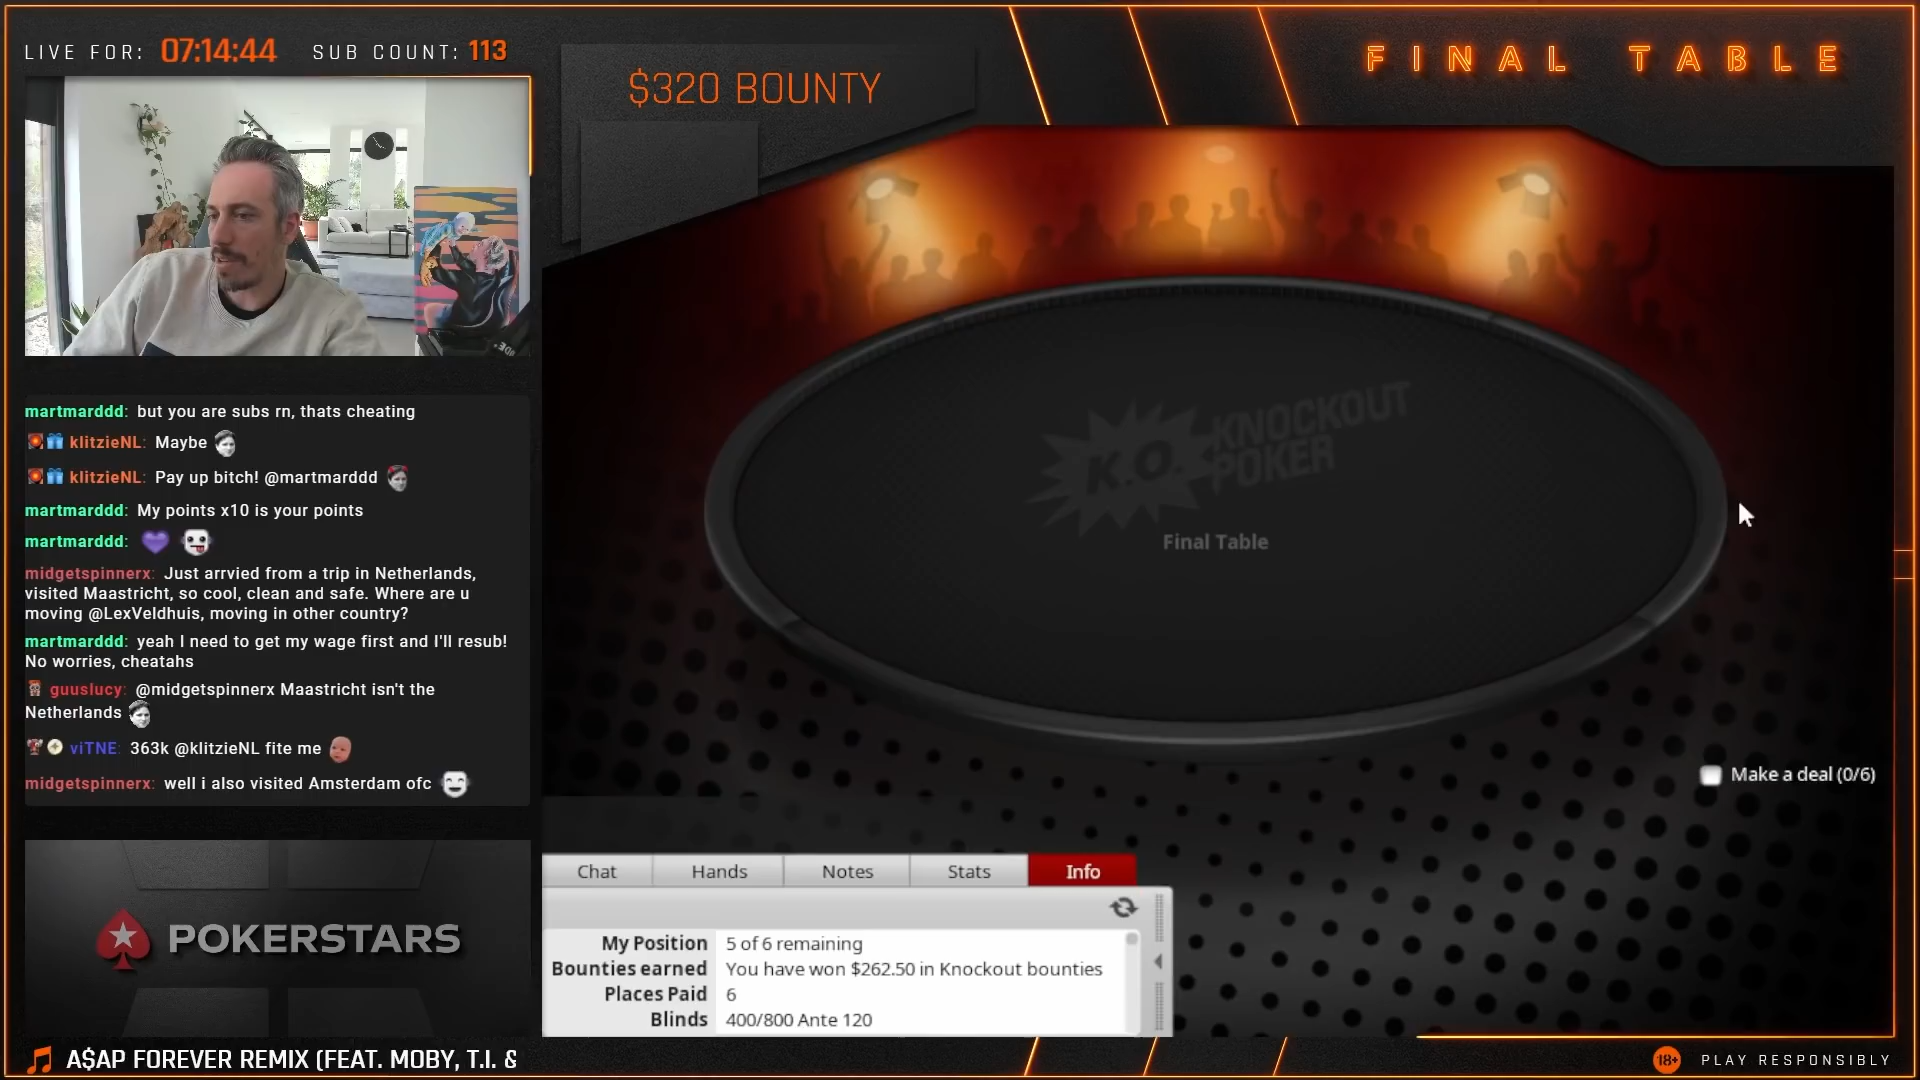 LIVE FOR: 07:14:44 SUB COUNT: 113
$320 BOUNTY
FINAL TABLE
martmarddd: but you are subs rn, thats cheating
klitzieNL: Maybe
klitzieNL: Pay up bitch! @martmarddd
martmarddd: My points x10 is your points
martmarddd:
midgetspinnerx: Just arrvied from a trip in Netherlands,
visited Maastricht, so cool, clean and safe. Where are u
moving @LexVeldhuis, moving in other country?
martmarddd: yeah I need to get my wage first and I'll resub!
No worries, cheatahs
guuslucy: @midgetspinnerx Maastricht isn't the
Netherlands
viTNE: 363k @klitzieNL fite me
midgetspinnerx: well i also visited Amsterdam ofc
POKERSTARS
A$AP FOREVER REMIX (FEAT. MOBY, T.I. &
K.O. KNOCKOUT
POKER
Final Table
Make a deal (0/6)
Chat Hands Notes Stats Info
My Position 5 of 6 remaining
Bounties earned You have won $262.50 in Knockout bounties
Places Paid 6
Blinds 400/800 Ante 120
18+ PLAY RESPONSIBLY